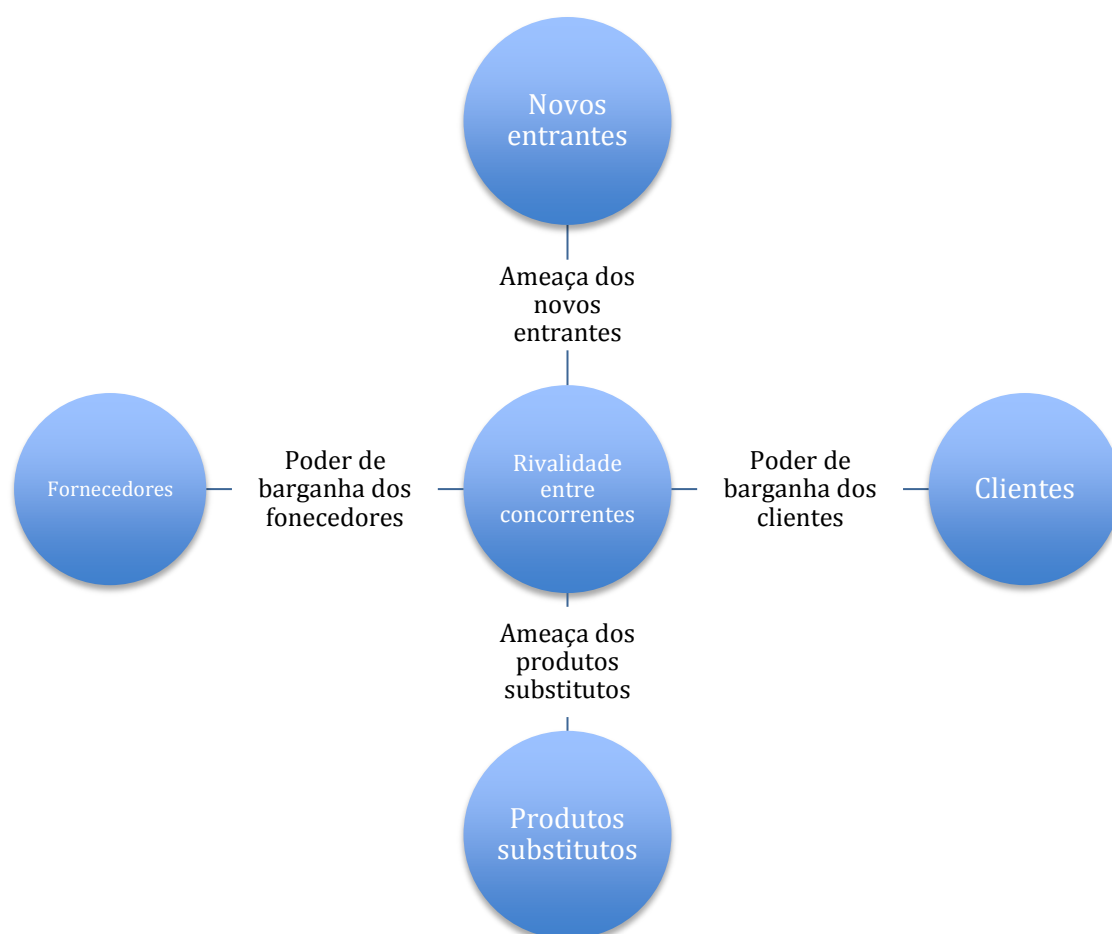 Novos
entrantes
Ameaça dos
novos
entrantes
Fornecedores
Poder de
barganha dos
fonecedores
Rivalidade
entre
concorrentes
Poder de
barganha dos
clientes
Clientes
Ameaça dos
produtos
substitutos
Produtos
substitutos